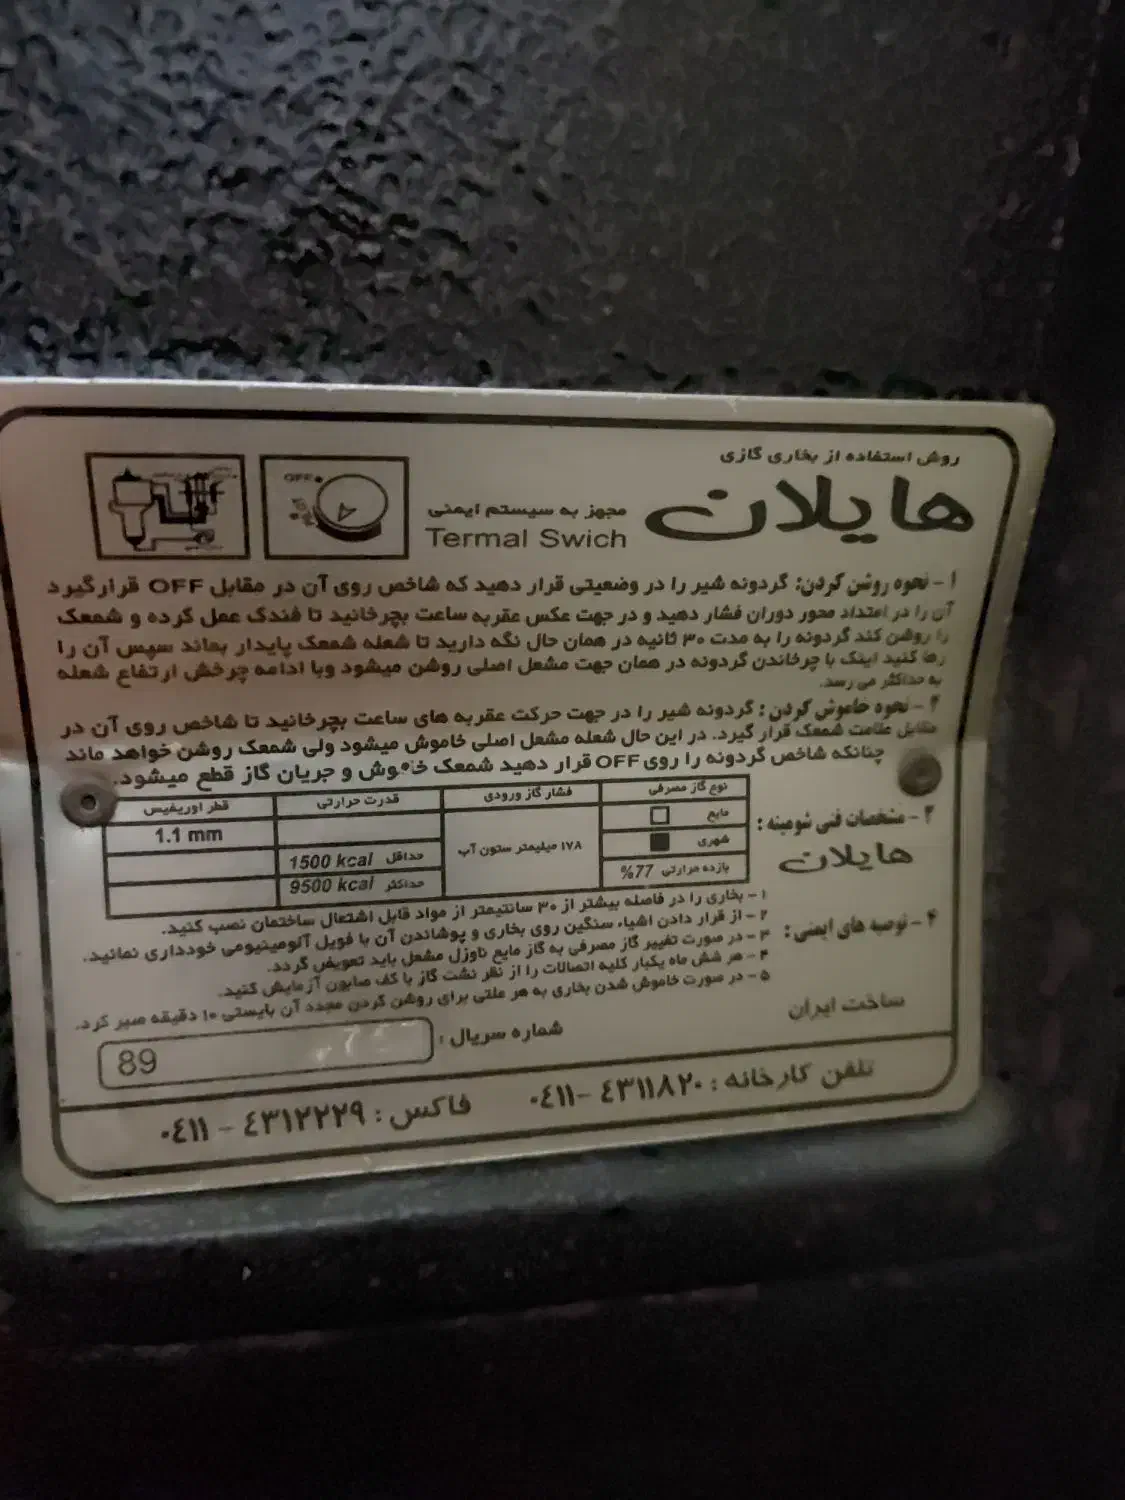 روش استفاده از بخاری گازی
هایلان
مجهز به سیستم ایمنی
Termal Swich
OFF
۱- نحوه روشن کردن: گردونه شیر را در وضعیتی قرار دهید که شاخص روی آن در مقابل OFF قرار گیرد
آن را در امتداد محور دوران فشار دهید و در جهت عکس عقربه ساعت بچرخانید تا فندک عمل کرده و شمعک
را روشن کند گردونه را به مدت ۳۰ ثانیه در همان حال نگه دارید تا شعله شمعک پایدار بماند سپس آن را
رها کنید اینک با چرخاندن گردونه در همان جهت مشعل اصلی روشن میشود وبا ادامه چرخش ارتفاع شعله
به حداکثر می رسد.
۲- نحوه خاموش کردن: گردونه شیر را در جهت حرکت عقربه های ساعت بچرخانید تا شاخص روی آن در
مقابل علامت شمعک قرار گیرد. در این حال شعله مشعل اصلی خاموش میشود ولی شمعک روشن خواهد ماند
چنانکه شاخص گردونه را روی OFF قرار دهید شمعک خاموش و جریان گاز قطع میشود.
۳- مشخصات فنی شومینه:
هایلان
نوع گاز مصرفی فشار گاز ورودی قدرت حرارتی قطر اوریفیس
مایع 1.1 mm
شهری ۱۷۸ میلیمتر ستون آب حداقل 1500 kcal
بازده حرارتی 77% حداکثر 9500 kcal
۴- توصیه های ایمنی:
۱- بخاری را در فاصله بیشتر از ۳۰ سانتیمتر از مواد قابل اشتعال ساختمان نصب کنید.
۲- از قرار دادن اشیاء سنگین روی بخاری و پوشاندن آن با فویل آلومینیومی خودداری نمائید.
۳- در صورت تغییر گاز مصرفی به گاز مایع ناوزل مشعل باید تعویض گردد.
۴- هر شش ماه یکبار کلیه اتصالات را از نظر نشت گاز با کف صابون آزمایش کنید.
۵- در صورت خاموش شدن بخاری به هر علتی برای روشن کردن مجدد آن بایستی ۱۰ دقیقه صبر کرد.
ساخت ایران
شماره سریال:
89
تلفن کارخانه: ۰٤۱۱-٤۳۱۱۸۲۰ فاکس: ۰٤۱۱-٤۳۱۲۲۲۹